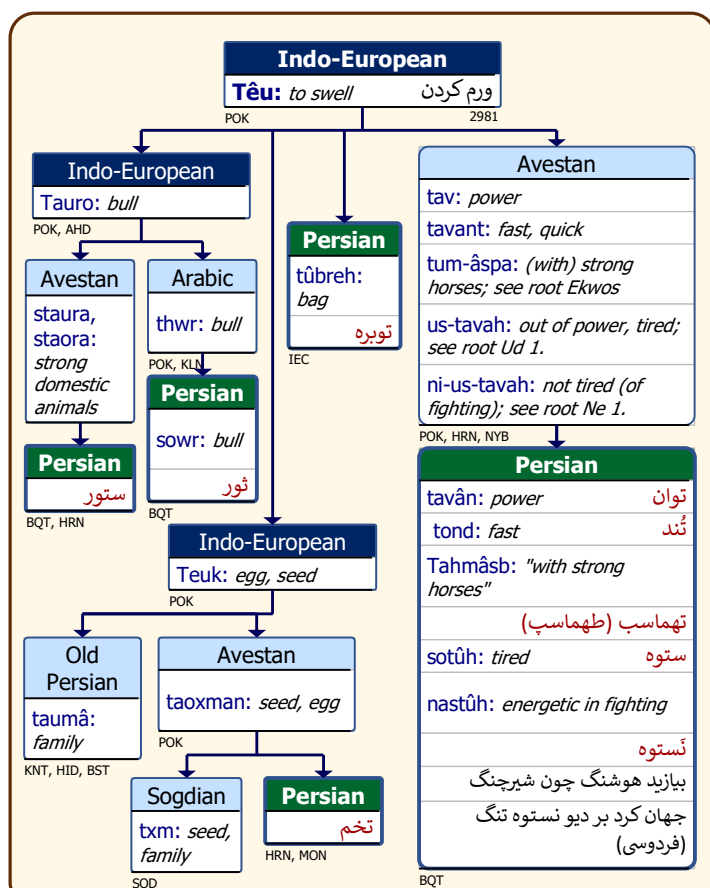 Indo-European
Têu: to swell ورم کردن
POK 2981
Indo-European
Tauro: bull
POK, AHD
Avestan
staura,
staora:
strong
domestic
animals
Persian
ستور
BQT, HRN
Arabic
thwr: bull
POK, KLN
Persian
sowr: bull
ثور
BQT
Persian
tûbreh:
bag
توبره
IEC
Avestan
tav: power
tavant: fast, quick
tum-âspa: (with) strong
horses; see root Ekwos
us-tavah: out of power, tired;
see root Ud 1.
ni-us-tavah: not tired (of
fighting); see root Ne 1.
POK, HRN, NYB
Persian
tavân: power توان
tond: fast تُند
Tahmâsb: "with strong
horses"
تهماسب (طهماسپ)
sotûh: tired ستوه
nastûh: energetic in fighting
نَستوه
بیازید هوشنگ چون شیرچنگ
جهان کرد بر دیو نستوه تنگ
(فردوسی)
BQT
Indo-European
Teuk: egg, seed
POK
Old
Persian
taumâ:
family
KNT, HID, BST
Avestan
taoxman: seed, egg
POK
Sogdian
txm: seed,
family
SOD
Persian
تخم
HRN, MON